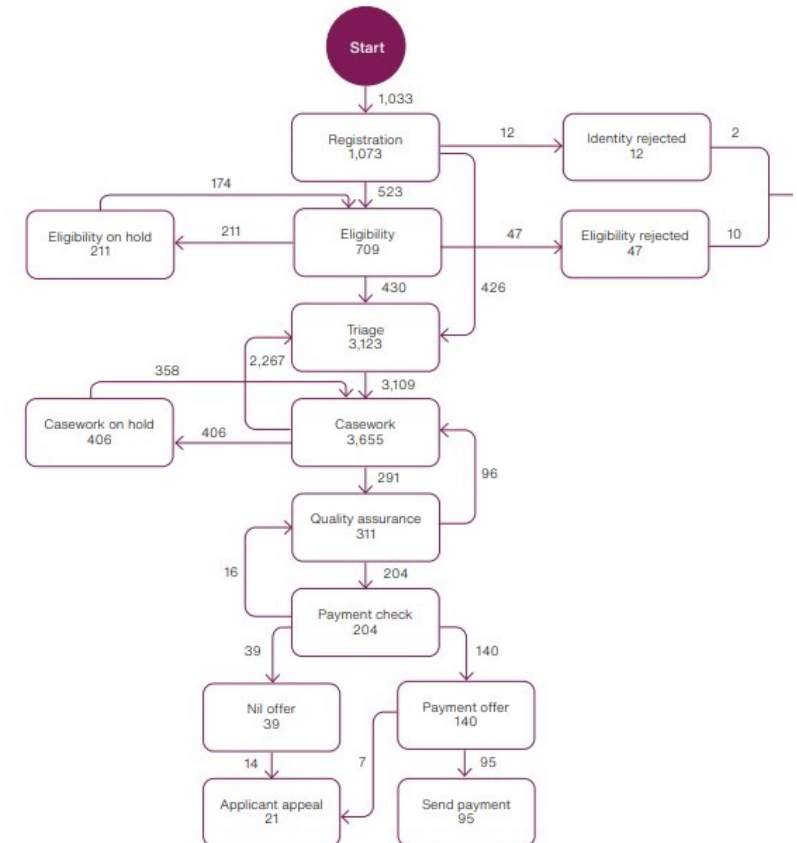 Start
1,033
Registration
1,073
12
Identity rejected
12
2
174
523
Eligibility on hold
211
211
Eligibility
709
47
Eligibility rejected
47
10
430
426
Triage
3,123
2,267
358
3,109
Casework on hold
406
406
Casework
3,655
96
291
Quality assurance
311
16
204
Payment check
204
39
140
Nil offer
39
Payment offer
140
14
7
95
Applicant appeal
21
Send payment
95